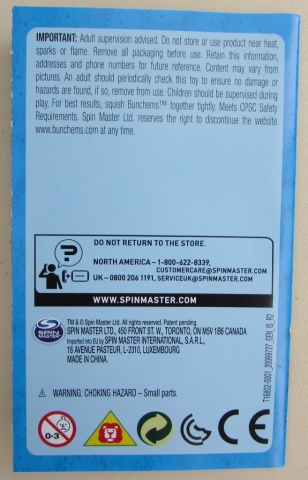 IMPORTANT: Adult supervision advised. Do not store or use product near heat,
sparks or flame. Remove all packaging before use. Retain this information,
addresses and phone numbers for future reference. Content may vary from
pictures. An adult should periodically check this toy to ensure no damage or
hazards are found, if so, remove from use. Children should be supervised during
play. For best results, squish Bunchems™ together tightly. Meets CPSC Safety
Requirements. Spin Master Ltd. reserves the right to discontinue the website
www.bunchems.com at any time.
DO NOT RETURN TO THE STORE.
NORTH AMERICA – 1-800-622-8339,
CUSTOMERCARE@SPINMASTER.COM
UK – 0800 206 1191, SERVICEUK@SPINMASTER.COM
WWW.SPINMASTER.COM
SPIN MASTER
TM & © Spin Master Ltd. All rights reserved. Patent pending.
SPIN MASTER LTD., 450 FRONT ST. W., TORONTO, ON M5V 1B6 CANADA
Imported into EU by SPIN MASTER INTERNATIONAL, S.A.R.L.,
16 AVENUE PASTEUR, L-2310, LUXEMBOURG
MADE IN CHINA.
⚠ WARNING: CHOKING HAZARD – Small parts.
0-3
CE
T16802-0001_20069727_GEN_IS_R2